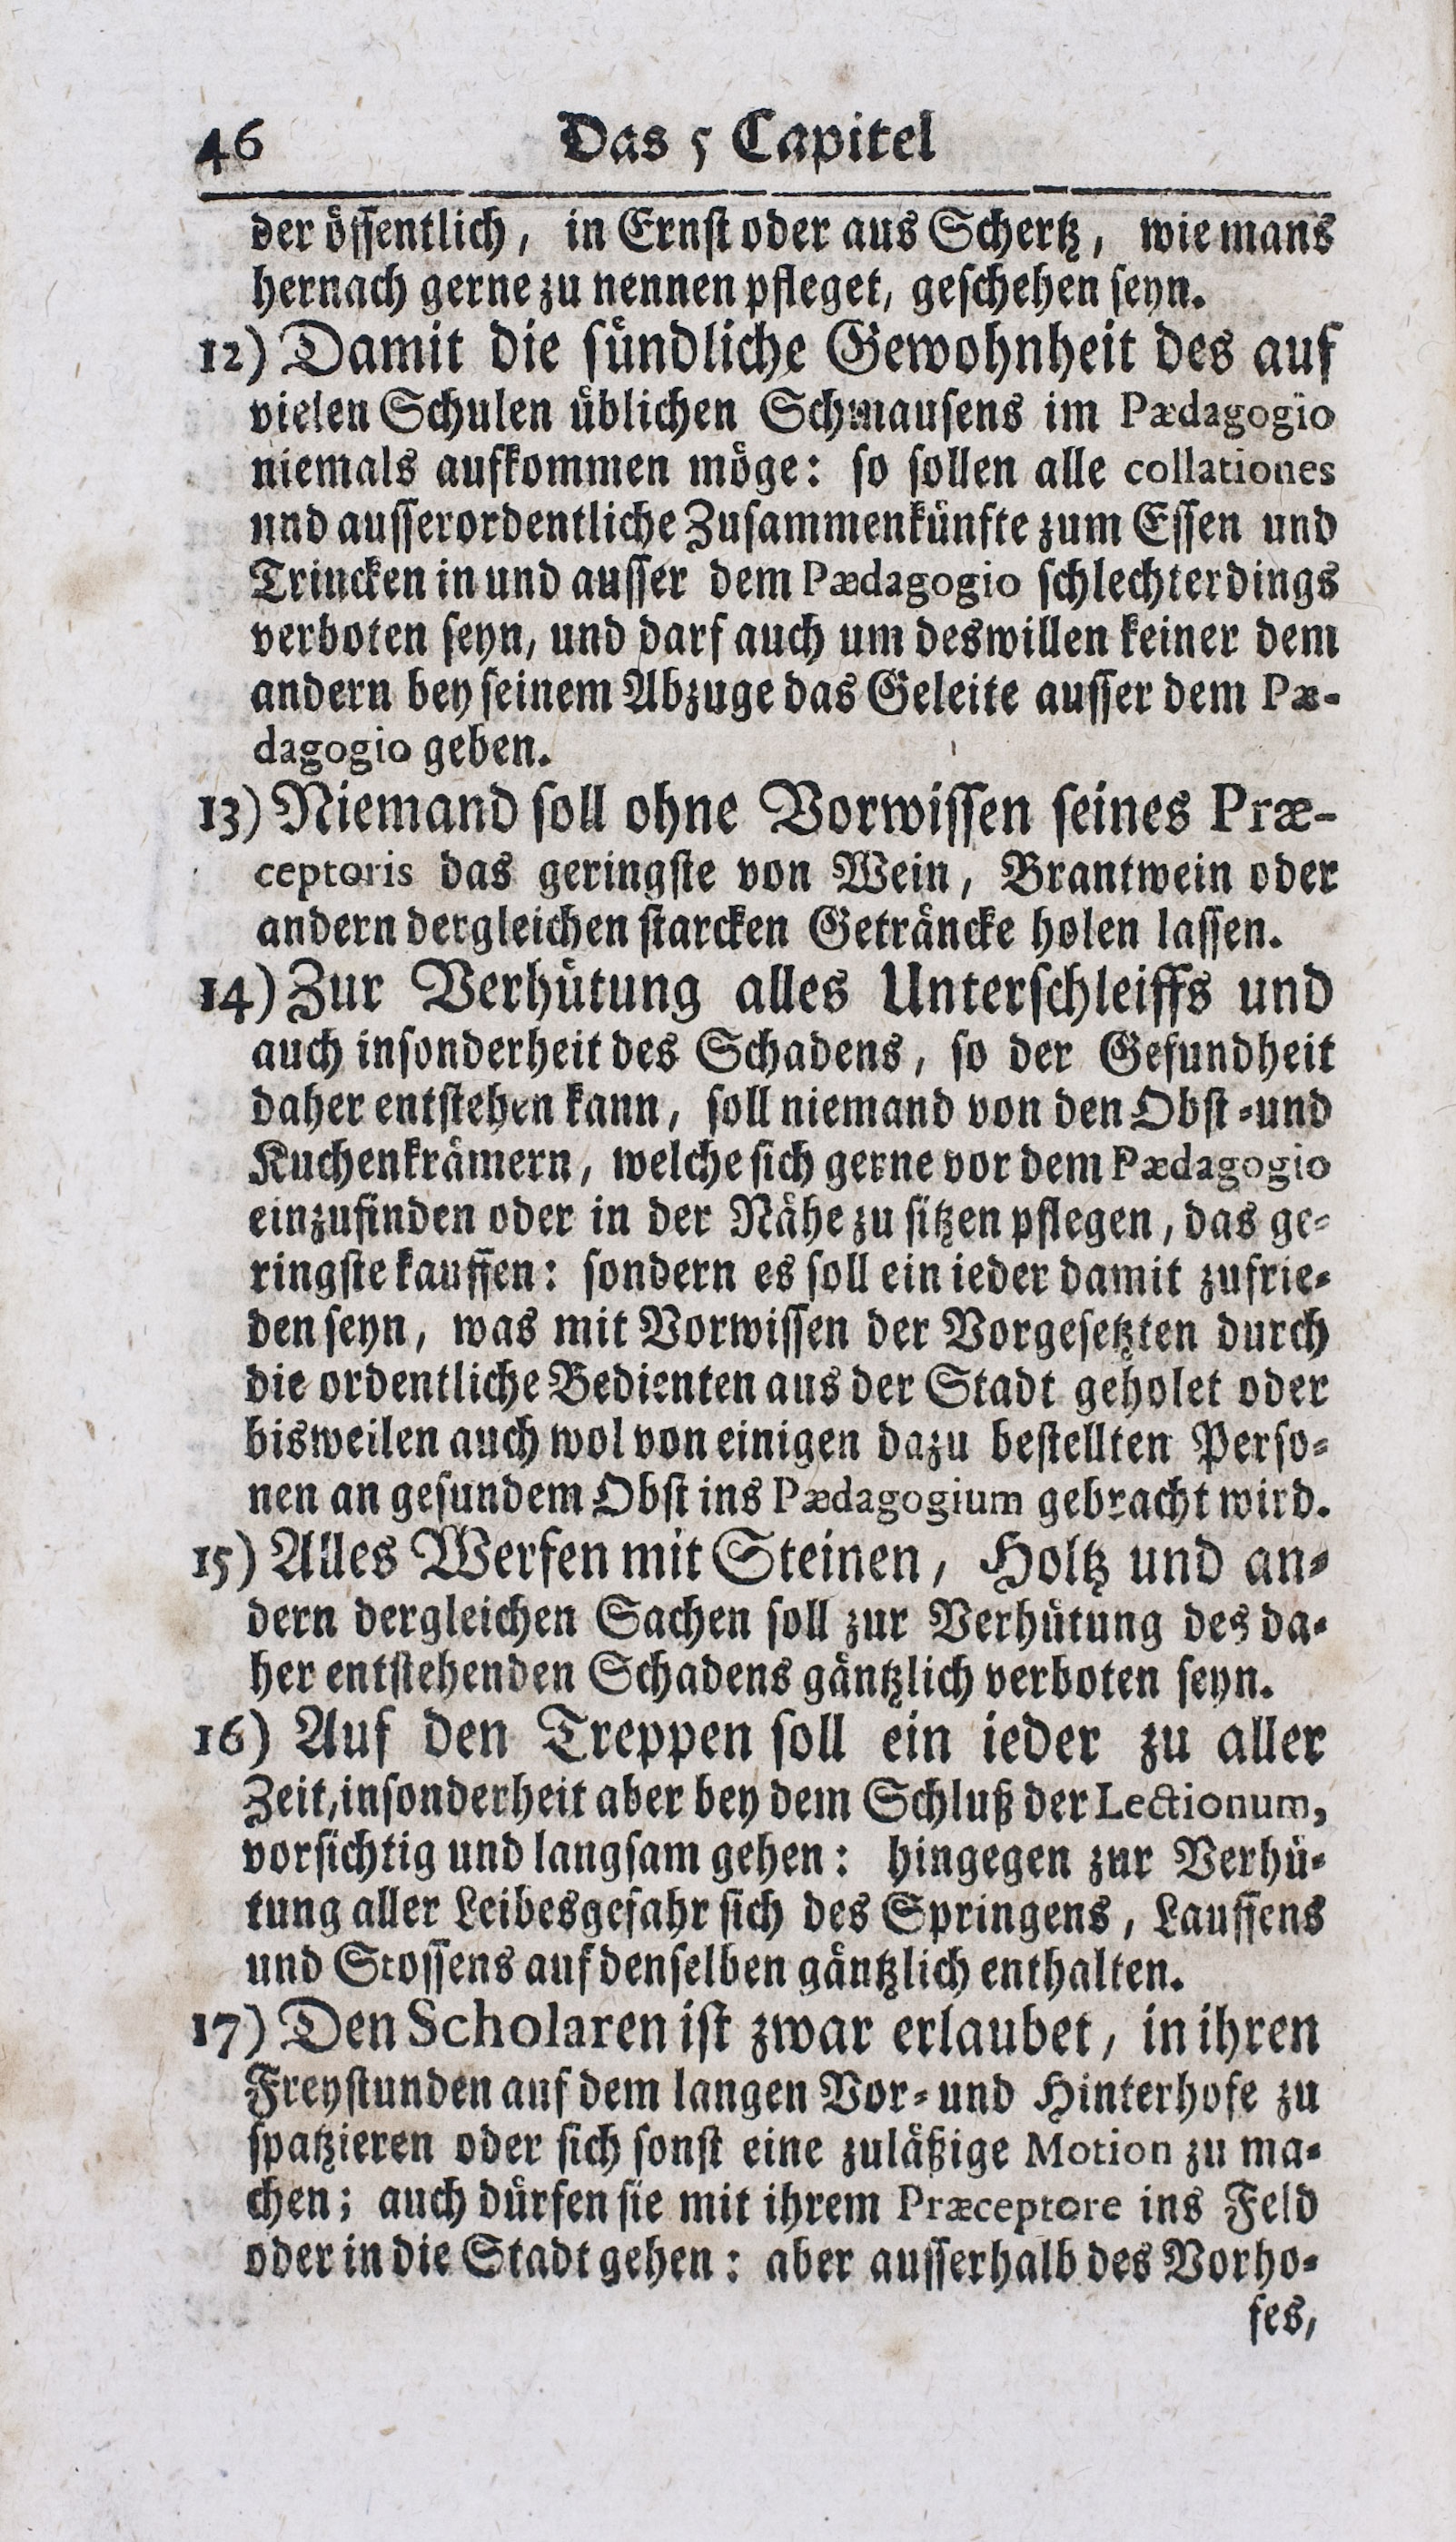 46 Das 5 Capitel
der öffentlich, in Ernst oder aus Schertz, wie mans
hernach gerne zu nennen pfleget, geschehen seyn.
12) Damit die sündliche Gewohnheit des auf
vielen Schulen üblichen Schmausens im Pædagogio
niemals aufkommen möge: so sollen alle collationes
und ausserordentliche Zusammenkünfte zum Essen und
Trincken in und ausser dem Pædagogio schlechterdings
verboten seyn, und darf auch um deswillen keiner dem
andern bey seinem Abzuge das Geleite ausser dem Pæ-
dagogio geben.
13) Niemand soll ohne Vorwissen seines Præ-
ceptoris das geringste von Wein, Brantwein oder
andern dergleichen starcken Geträncke holen lassen.
14) Zur Verhütung alles Unterschleiffs und
auch insonderheit des Schadens, so der Gesundheit
daher entstehen kann, soll niemand von den Obst-und
Kuchenkrämern, welche sich gerne vor dem Pædagogio
einzufinden oder in der Nähe zu sitzen pflegen, das ge-
ringste kauffen: sondern es soll ein ieder damit zufrie-
den seyn, was mit Vorwissen der Vorgesetzten durch
die ordentliche Bedienten aus der Stadt geholet oder
bisweilen auch wol von einigen dazu bestellten Perso-
nen an gesundem Obst ins Pædagogium gebracht wird.
15) Alles Werfen mit Steinen, Holtz und an-
dern dergleichen Sachen soll zur Verhütung des da-
her entstehenden Schadens gäntzlich verboten seyn.
16) Auf den Treppen soll ein ieder zu aller
Zeit, insonderheit aber bey dem Schluß der Lectionum,
vorsichtig und langsam gehen: hingegen zur Verhü-
tung aller Leibesgefahr sich des Springens, Lauffens
und Stossens auf denselben gäntzlich enthalten.
17) Den Scholaren ist zwar erlaubet, in ihren
Freystunden auf dem langen Vor-und Hinterhofe zu
spatzieren oder sich sonst eine zuläßige Motion zu ma-
chen; auch dürfen sie mit ihrem Præceptore ins Feld
oder in die Stadt gehen: aber ausserhalb des Vorho-
fes,